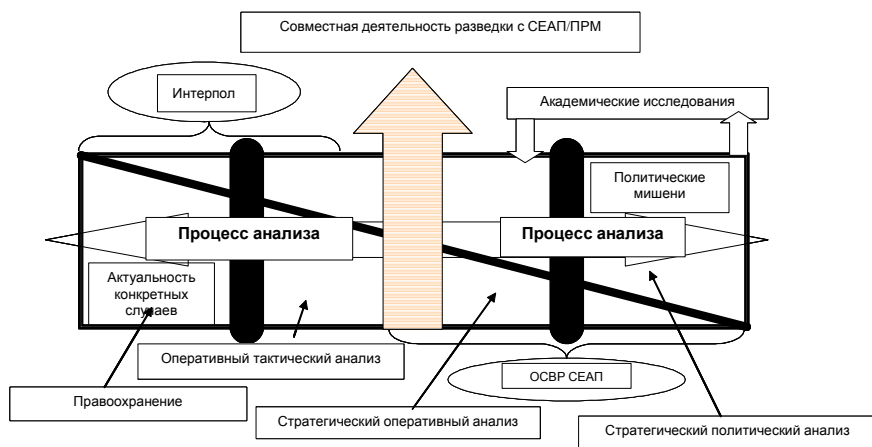 Совместная деятельность разведки с СЕАП/ПРМ
Интерпол
Академические исследования
Политические
мишени
Процесс анализа
Процесс анализа
Актуальность
конкретных
случаев
Оперативный тактический анализ
ОСВР СЕАП
Правоохранение
Стратегический оперативный анализ
Стратегический политический анализ